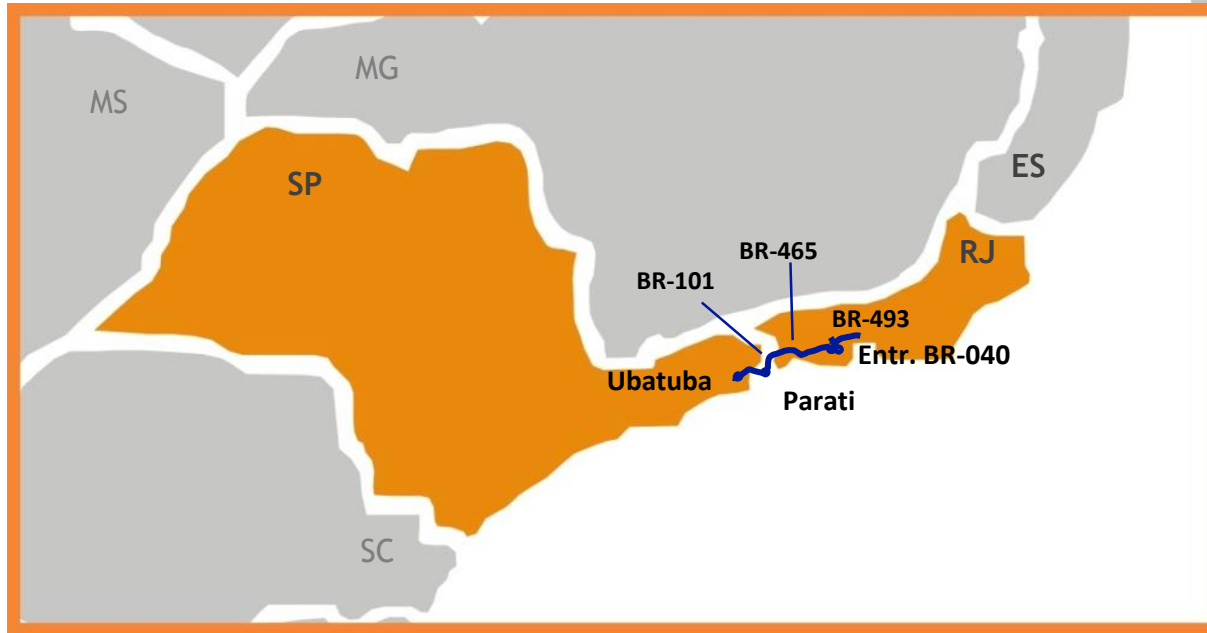 MG
MS
ES
SP
BR-465
RJ
BR-101
BR-493
Entr. BR-040
Ubatuba
Parati
SC